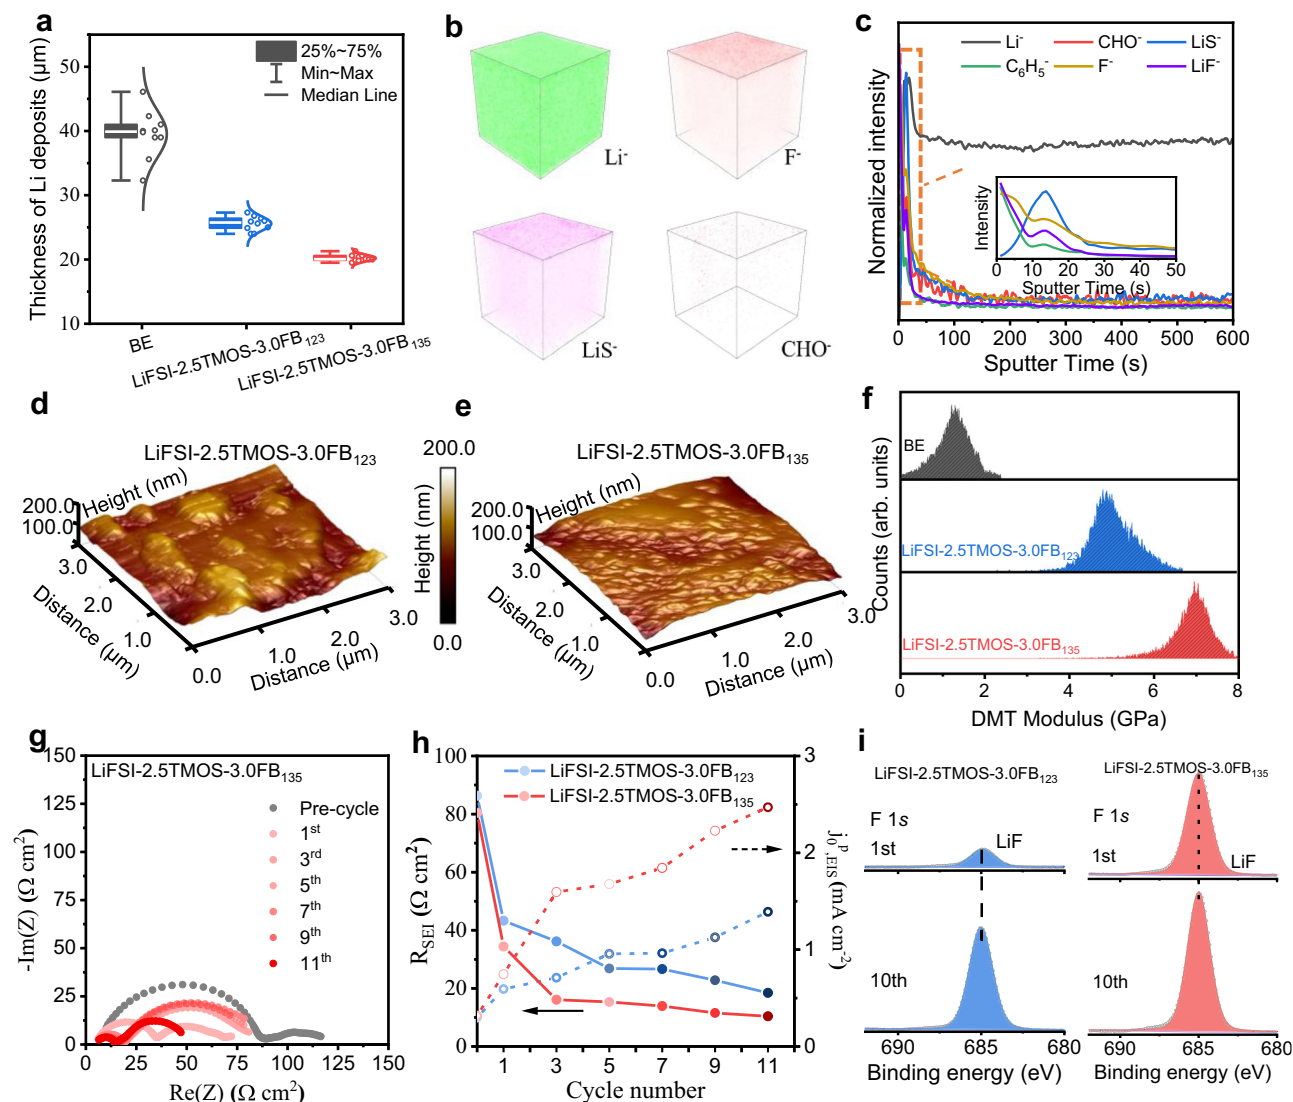 a
Thickness of Li deposits (μm)
50
40
30
20
10
25%~75%
Min~Max
Median Line
BE
LiFSI-2.5TMOS-3.0FB123
LiFSI-2.5TMOS-3.0FB135
b
Li-
F-
LiS-
CHO-
c
Normalized intensity
Li- CHO- LiS-
C6H5- F- LiF-
Intensity
0 10 20 30 40 50
Sputter Time (s)
0 100 200 300 400 500 600
Sputter Time (s)
d
LiFSI-2.5TMOS-3.0FB123
Height (nm)
200.0
100.0
3.0
2.0
1.0
0.0
Distance (μm)
1.0
2.0
3.0
Distance (μm)
200.0
Height (nm)
0.0
e
LiFSI-2.5TMOS-3.0FB135
Height (nm)
200.0
100.0
3.0
2.0
1.0
0.0
Distance (μm)
1.0
2.0
3.0
Distance (μm)
f
Counts (arb. units)
BE
LiFSI-2.5TMOS-3.0FB123
LiFSI-2.5TMOS-3.0FB135
0 2 4 6 8
DMT Modulus (GPa)
g
150
125
100
75
50
25
0
-Im(Z) (Ω cm2)
LiFSI-2.5TMOS-3.0FB135
Pre-cycle
1st
3rd
5th
7th
9th
11th
0 25 50 75 100 125 150
Re(Z) (Ω cm2)
h
100
80
60
40
20
0
RSEI (Ω cm2)
LiFSI-2.5TMOS-3.0FB123
LiFSI-2.5TMOS-3.0FB135
3
2
1
0
j0p,EIS (mA cm-2)
1 3 5 7 9 11
Cycle number
i
LiFSI-2.5TMOS-3.0FB123
F 1s
1st
LiF
10th
690 685 680
Binding energy (eV)
LiFSI-2.5TMOS-3.0FB135
F 1s
1st
LiF
10th
690 685 680
Binding energy (eV)